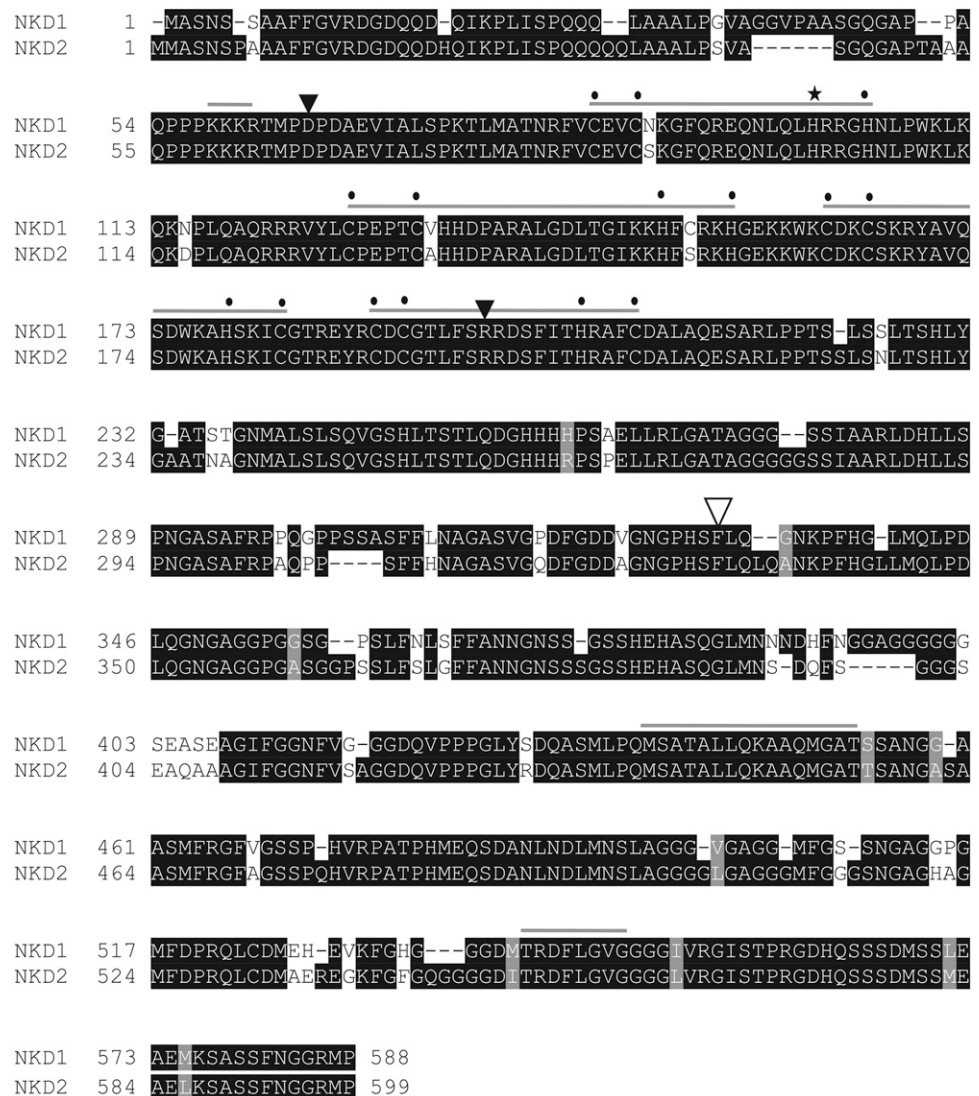 NKD1 1 -MASNS-SAAFFGVRDGDQQD-QIKPLISPQQQ--LAAALPGVAGGVPAASGQGAP--PA
NKD2 1 MMASNSPAAAFFGVRDGDQQDHQIKPLISPQQQQQLAAALPSVA------SGQGAPTAAA
NKD1 54 QPPPKKKRTMPDPDAEVIALSPKTLMATNRFVCEVCNKGFQREQNLQLHRRGHNLPWKLK
NKD2 55 QPPPKKKRTMPDPDAEVIALSPKTLMATNRFVCEVCSKGFQREQNLQLHRRGHNLPWKLK
NKD1 113 QKNPLQAQRRRVYLCPEPTCVHHDPARALGDLTGIKKHFCRKHGEKKWKCDKCSKRYAVQ
NKD2 114 QKDPLQAQRRRVYLCPEPTCAHHDPARALGDLTGIKKHFSRKHGEKKWKCDKCSKRYAVQ
NKD1 173 SDWKAHSKICGTREYRCDCGTLFSRRDSFITHRAFCDALAQESARLPPTS-LSSLTSHLY
NKD2 174 SDWKAHSKICGTREYRCDCGTLFSRRDSFITHRAFCDALAQESARLPPTSSLSNLTSHLY
NKD1 232 G-ATSTGNMALSLSQVGSHLTSTLQDGHHHHPSAELLRLGATAGGG--SSIAARLDHLLS
NKD2 234 GAATNAGNMALSLSQVGSHLTSTLQDGHHHRPSPELLRLGATAGGGGGSSIAARLDHLLS
NKD1 289 PNGASAFRPPQGPPSSASFFLNAGASVGPDFGDDVGNGPHSFLQ--GNKPFHG-LMQLPD
NKD2 294 PNGASAFRPAQPP----SFFHNAGASVGQDFGDDAGNGPHSFLQLQANKPFHGLLMQLPD
NKD1 346 LQGNGAGGPGGSG--PSLFNLSFFANNGNSS-GSSHEHASQGLMNNNDHFNGGAGGGGGG
NKD2 350 LQGNGAGGPGASGGPSSLFSLGFFANNGNSSSGSSHEHASQGLMNS-DQFS-----GGGS
NKD1 403 SEASEAGIFGGNFVG-GGDQVPPPGLYSDQASMLPQMSATALLQKAAQMGATSSANGG-A
NKD2 404 EAQAAAGIFGGNFVSAGGDQVPPPGLYRDQASMLPQMSATALLQKAAQMGATTSANGASA
NKD1 461 ASMFRGFVGSSP-HVRPATPHMEQSDANLNDLMNSLAGGG-VGAGG-MFGS-SNGAGGPG
NKD2 464 ASMFRGFAGSSPQHVRPATPHMEQSDANLNDLMNSLAGGGGLGAGGGMFGGGSNGAGHAG
NKD1 517 MFDPRQLCDMEH-EVKFGHG---GGDMTRDFLGVGGGGIVRGISTPRGDHQSSSDMSSLE
NKD2 524 MFDPRQLCDMAEREGKFGFGQGGGGDITRDFLGVGGGGLVRGISTPRGDHQSSSDMSSME
NKD1 573 AEMKSASSSFNGGRMP 588
NKD2 584 AELKSASSSFNGGRMP 599